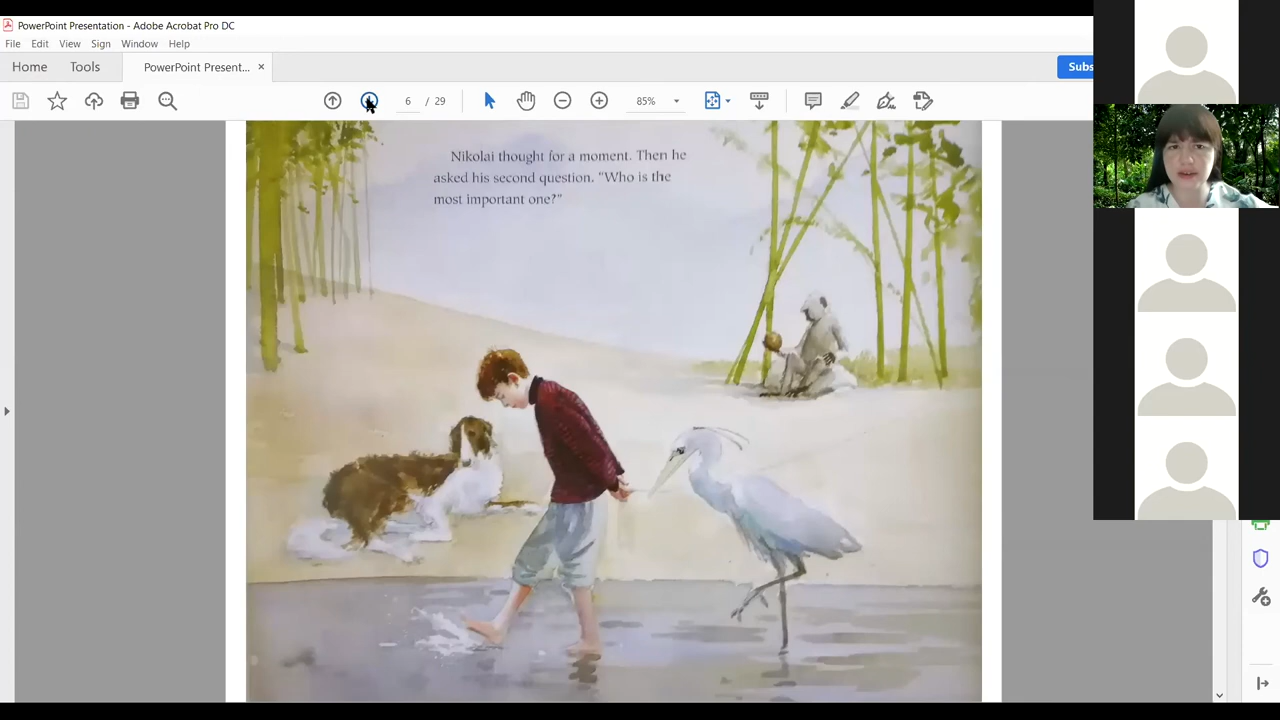 PowerPoint Presentation - Adobe Acrobat Pro DC
File Edit View Sign Window Help
Home Tools PowerPoint Present... ×
Subs
6 / 29 85%
Nikolai thought for a moment. Then he
asked his second question. “Who is the
most important one?”